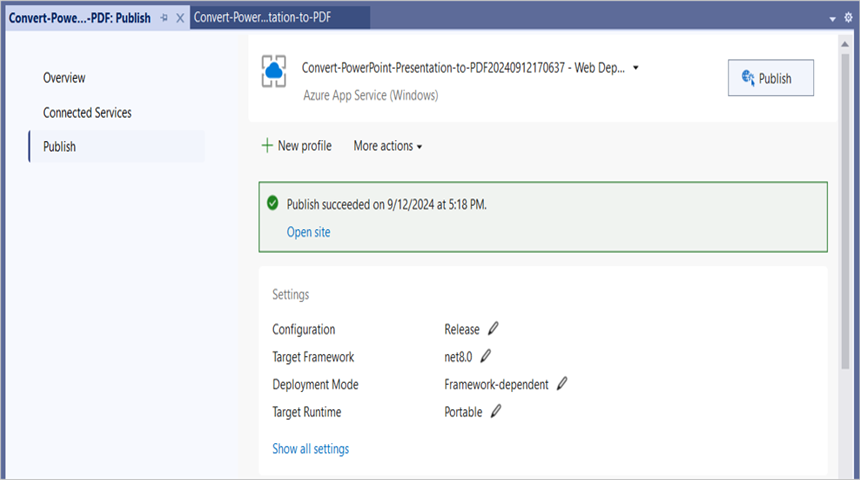 Convert-Powe...-PDF: Publish
Convert-Power...tation-to-PDF
Overview
Connected Services
Publish
Convert-PowerPoint-Presentation-to-PDF20240912170637 - Web Dep...
Azure App Service (Windows)
Publish
New profile
More actions
Publish succeeded on 9/12/2024 at 5:18 PM.
Open site
Settings
Configuration Release
Target Framework net8.0
Deployment Mode Framework-dependent
Target Runtime Portable
Show all settings